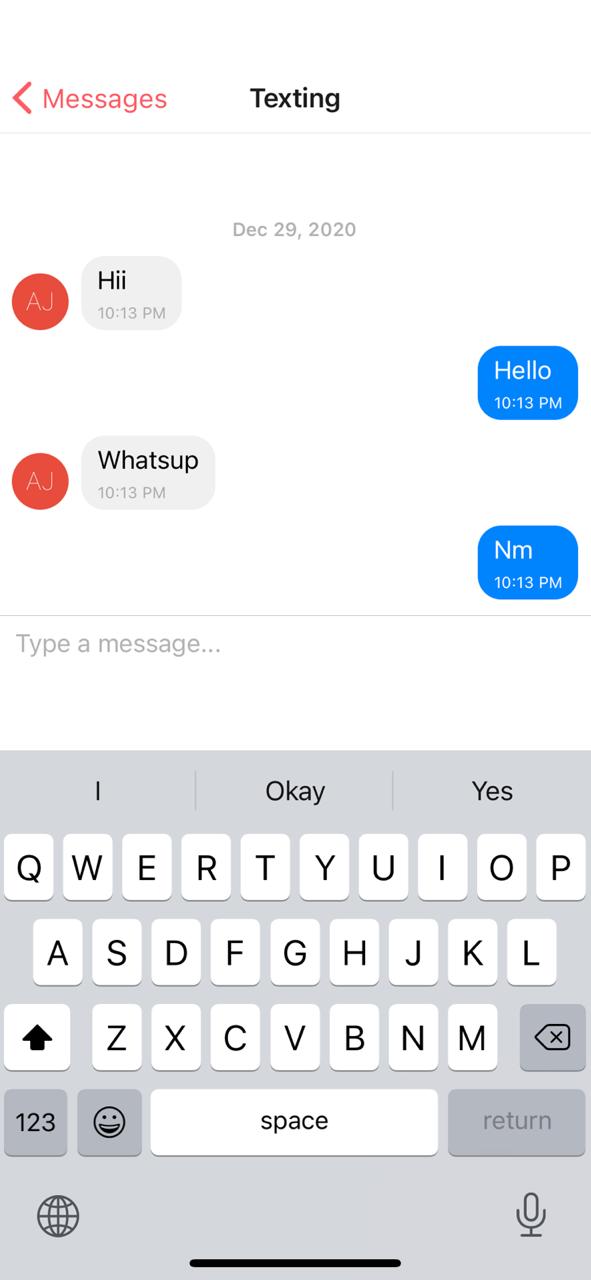 Messages
Texting
Dec 29, 2020
Hii
10:13 PM
AJ
Hello
10:13 PM
Whatsup
10:13 PM
AJ
Nm
10:13 PM
Type a message...
I Okay Yes
Q W E R T Y U I O P
A S D F G H J K L
Z X C V B N M
123 space return